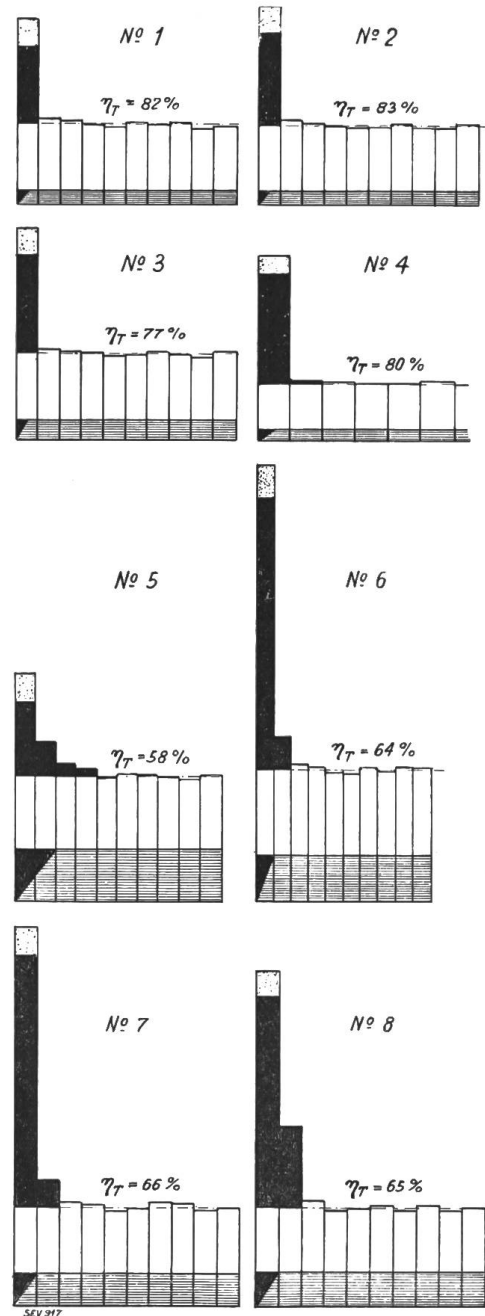 Nº 1
η_T = 82%
Nº 2
η_T = 83%
Nº 3
η_T = 77%
Nº 4
η_T = 80%
Nº 5
η_T = 58%
Nº 6
η_T = 64%
Nº 7
η_T = 66%
Nº 8
η_T = 65%
SEV 917